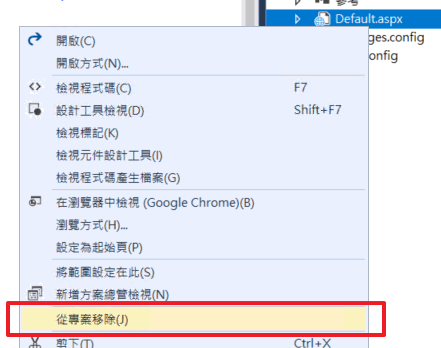 參考
Default.aspx
ges.config
onfig
開啟(C)
開啟方式(N)...
檢視程式碼(C) F7
設計工具檢視(D) Shift+F7
檢視標記(K)
檢視元件設計工具(I)
檢視程式碼產生檔案(G)
在瀏覽器中檢視 (Google Chrome)(B)
瀏覽方式(H)...
設定為起始頁(P)
將範圍設定在此(S)
新增方案總管檢視(N)
從專案移除(J)
剪下(T) Ctrl+X